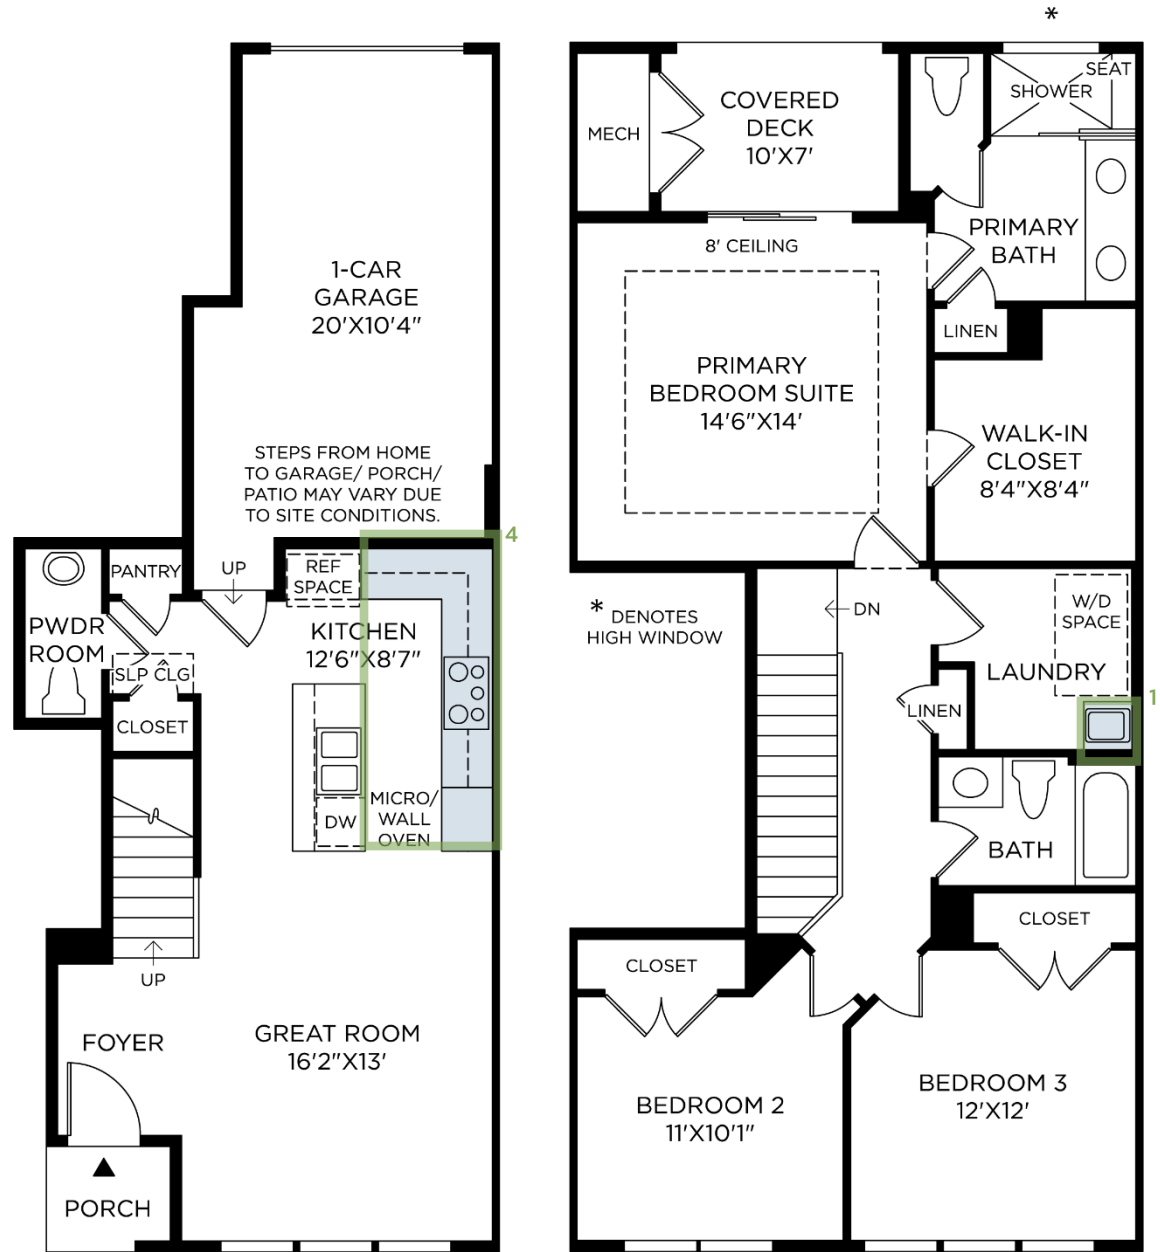 1-CAR
GARAGE
20'X10'4"
STEPS FROM HOME
TO GARAGE/ PORCH/
PATIO MAY VARY DUE
TO SITE CONDITIONS.
4
PWDR
ROOM
PANTRY
UP
REF
SPACE
KITCHEN
12'6"X8'7"
SLP CLG
CLOSET
MICRO/
WALL
OVEN
DW
UP
FOYER
GREAT ROOM
16'2"X13'
PORCH
*
MECH
COVERED
DECK
10'X7'
SHOWER
SEAT
PRIMARY
BATH
8' CEILING
LINEN
PRIMARY
BEDROOM SUITE
14'6"X14'
WALK-IN
CLOSET
8'4"X8'4"
* DENOTES
HIGH WINDOW
DN
W/D
SPACE
LAUNDRY
1
LINEN
BATH
CLOSET
CLOSET
BEDROOM 2
11'X10'1"
BEDROOM 3
12'X12'